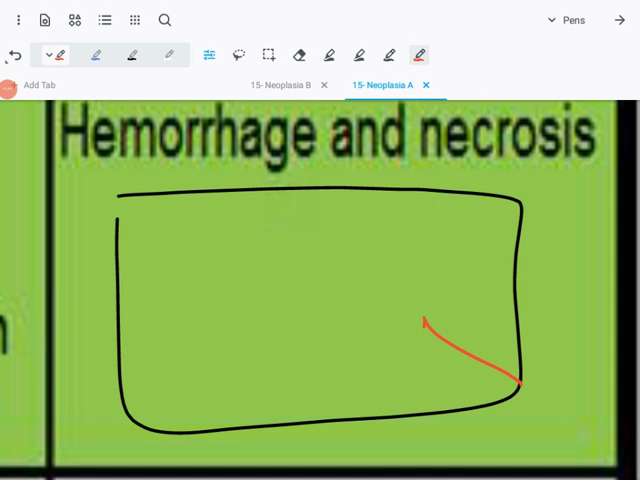 Pens
Add Tab
15- Neoplasia B
15- Neoplasia A
Hemorrhage and necrosis